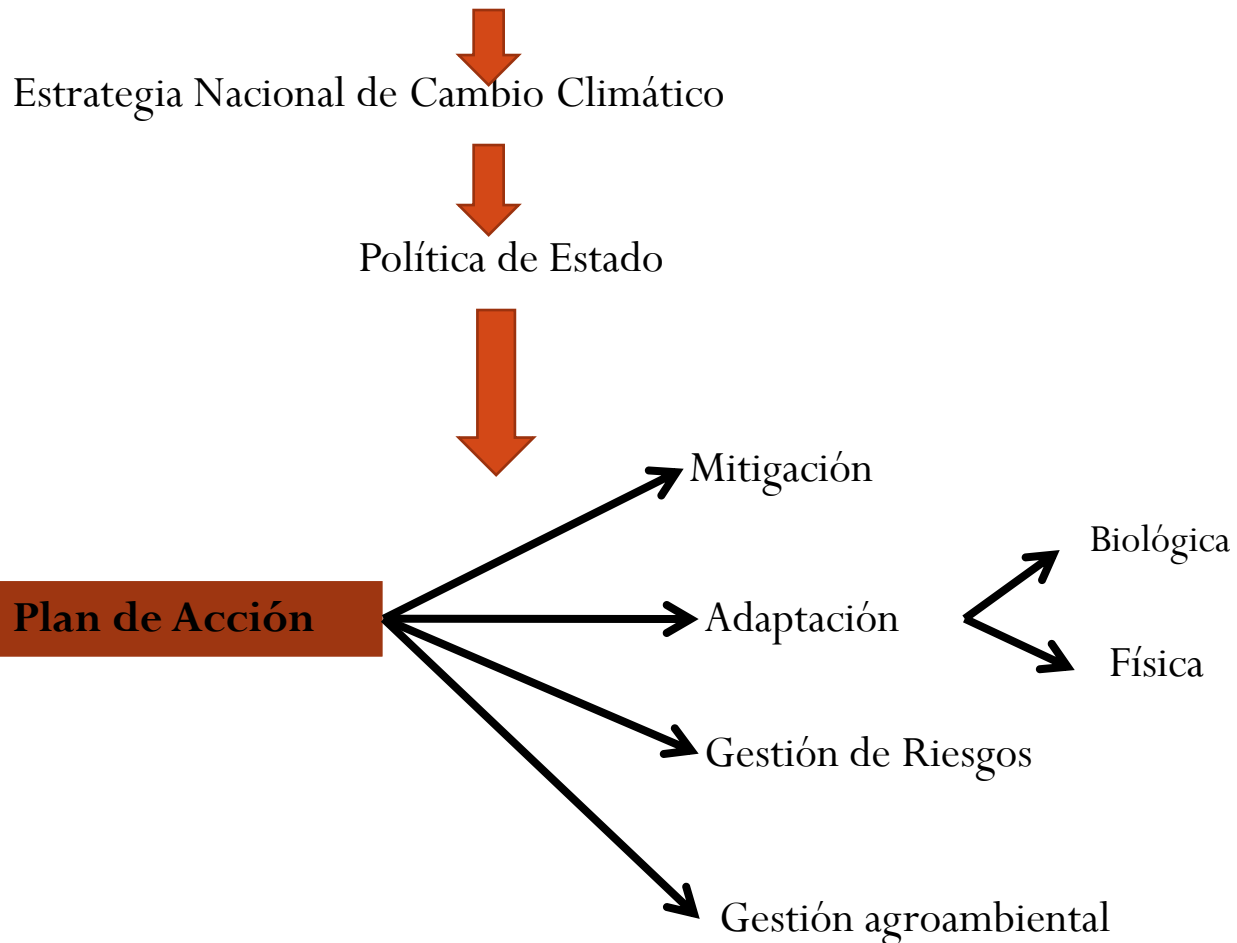 Estrategia Nacional de Cambio Climático
Política de Estado
Mitigación
Biológica
Plan de Acción
Adaptación
Física
Gestión de Riesgos
Gestión agroambiental